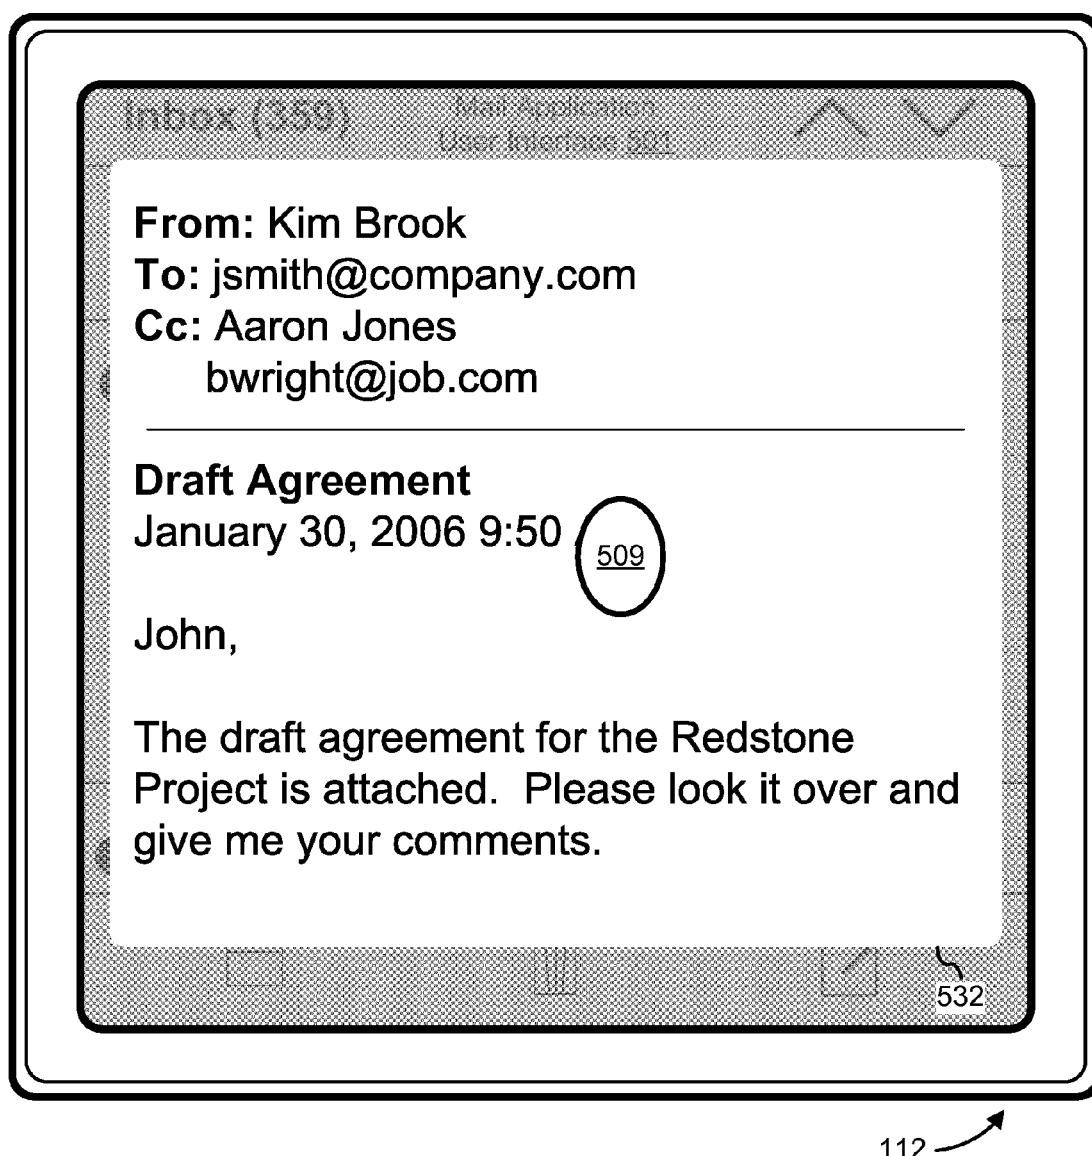 Inbox (359)
Mail Application
User Interface 501
From: Kim Brook
To: jsmith@company.com
Cc: Aaron Jones
bwright@job.com
Draft Agreement
January 30, 2006 9:50
509
John,
The draft agreement for the Redstone
Project is attached.  Please look it over and
give me your comments.
532
112